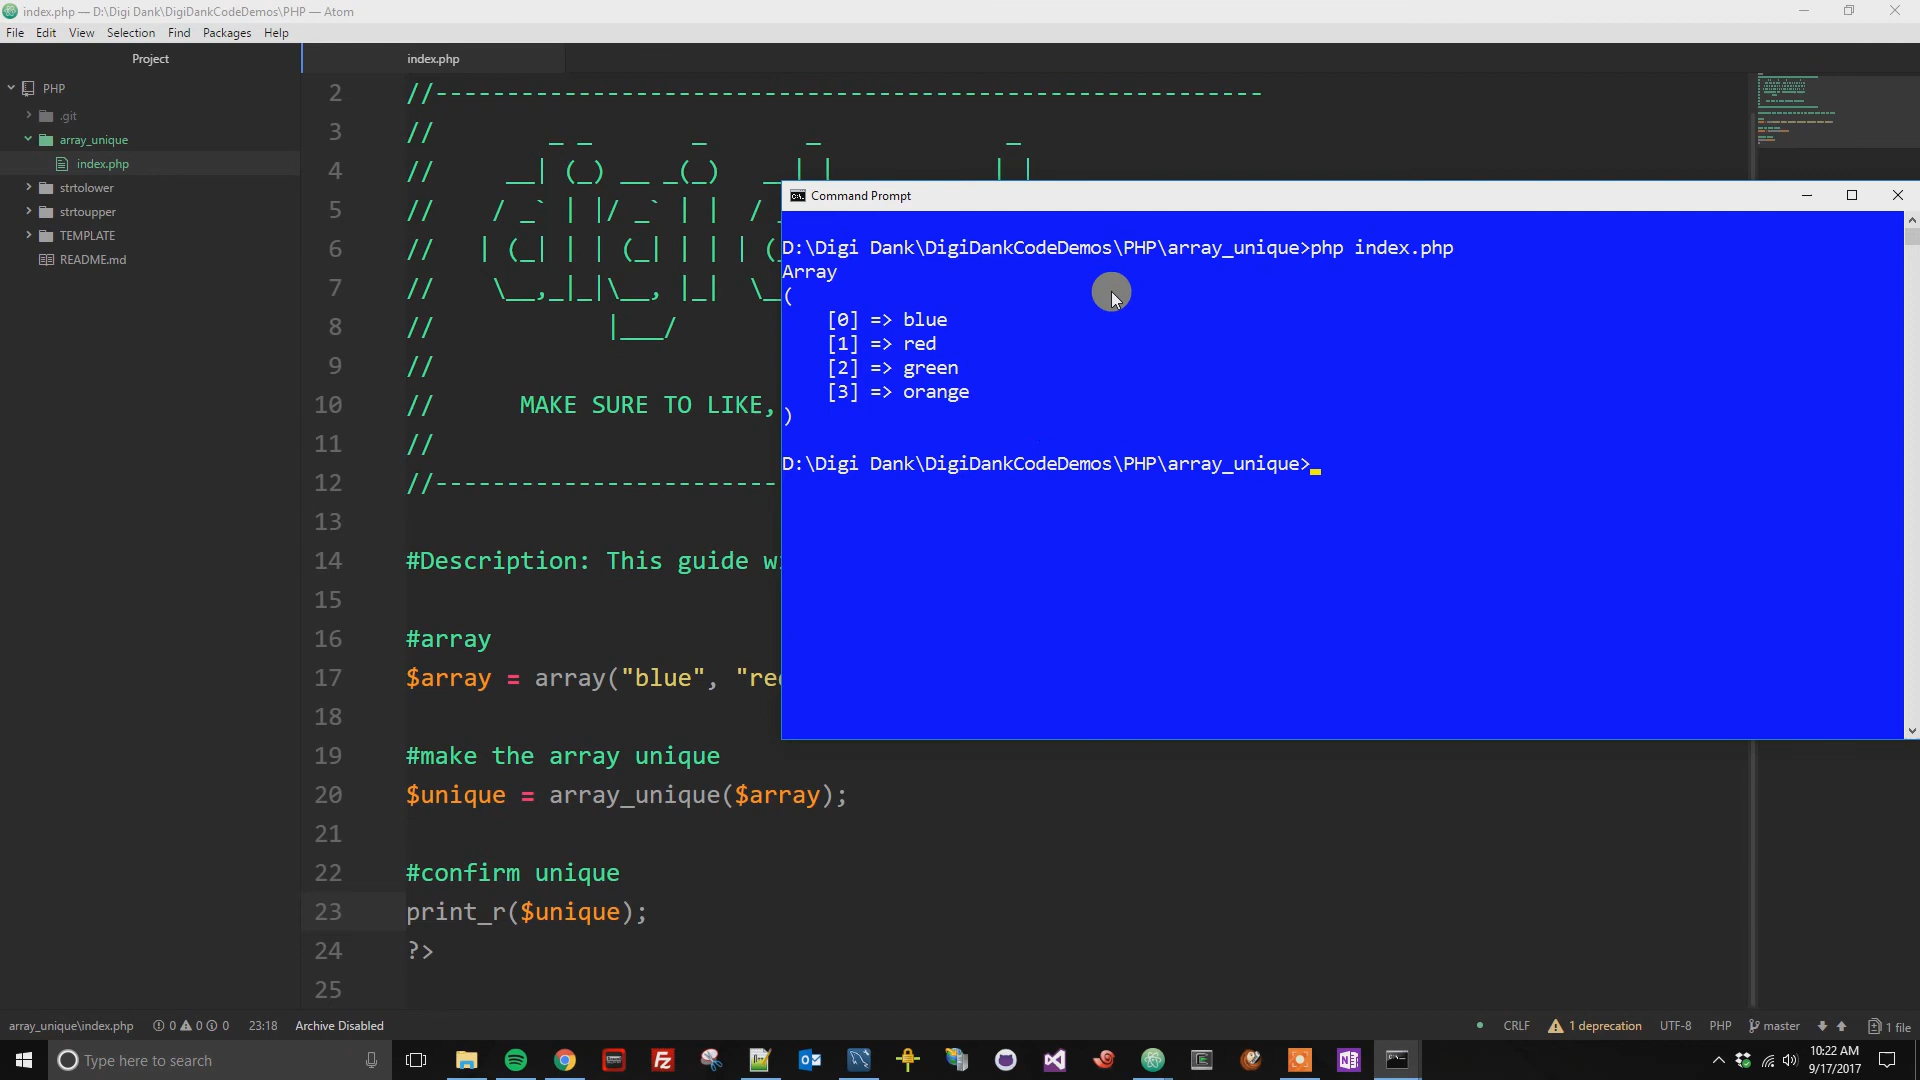 index.php — D:\Digi Dank\DigiDankCodeDemos\PHP — Atom
File Edit View Selection Find Packages Help
Project
index.php
PHP
.git
array_unique
index.php
strtolower
strtoupper
TEMPLATE
README.md
2 //----------------------------------------------------------
3 //
4 //
5 //
6 //
7 //
8 //
9 //
10 // MAKE SURE TO LIKE,
11 //
12 //------------------------
13
14 #Description: This guide
15
16 #array
17 $array = array("blue", "re
18
19 #make the array unique
20 $unique = array_unique($array);
21
22 #confirm unique
23 print_r($unique);
24 ?>
25
Command Prompt
D:\Digi Dank\DigiDankCodeDemos\PHP\array_unique>php index.php
Array
(
[0] => blue
[1] => red
[2] => green
[3] => orange
)
D:\Digi Dank\DigiDankCodeDemos\PHP\array_unique>_
array_unique\index.php 0 0 0 23:18 Archive Disabled
CRLF 1 deprecation UTF-8 PHP master 1 file
Type here to search
10:22 AM
9/17/2017